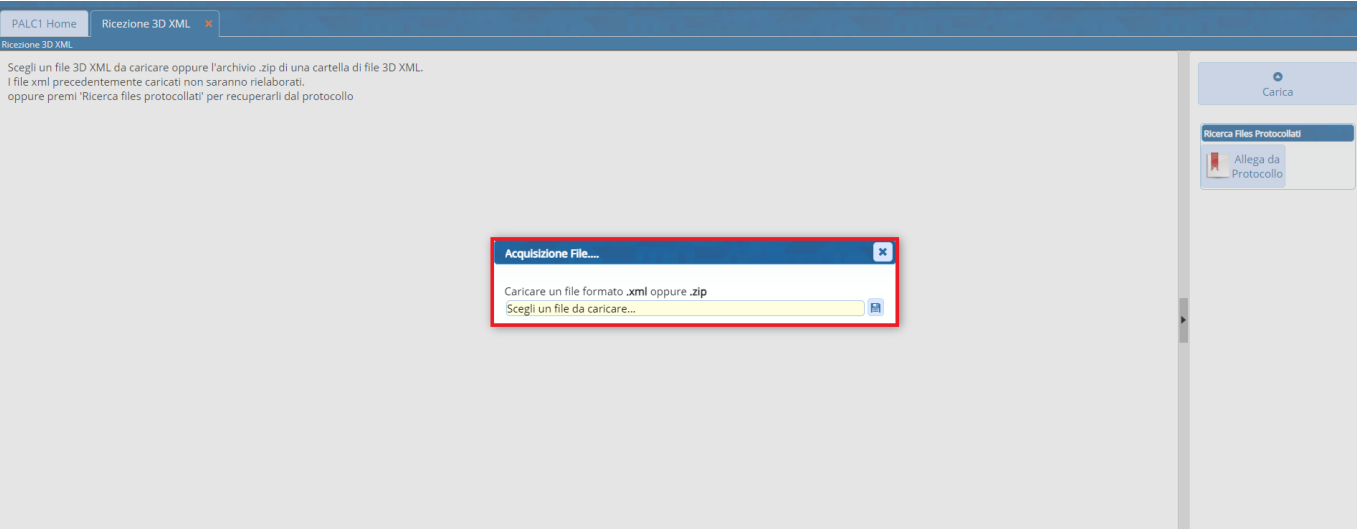 PALC1 Home
Ricezione 3D XML
Ricezione 3D XML
Scegli un file 3D XML da caricare oppure l'archivio .zip di una cartella di file 3D XML.
I file xml precedentemente caricati non saranno rielaborati.
oppure premi 'Ricerca files protocollati' per recuperarli dal protocollo
Carica
Ricerca Files Protocollati
Allega da
Protocollo
Acquisizione File....
Caricare un file formato .xml oppure .zip
Scegli un file da caricare...